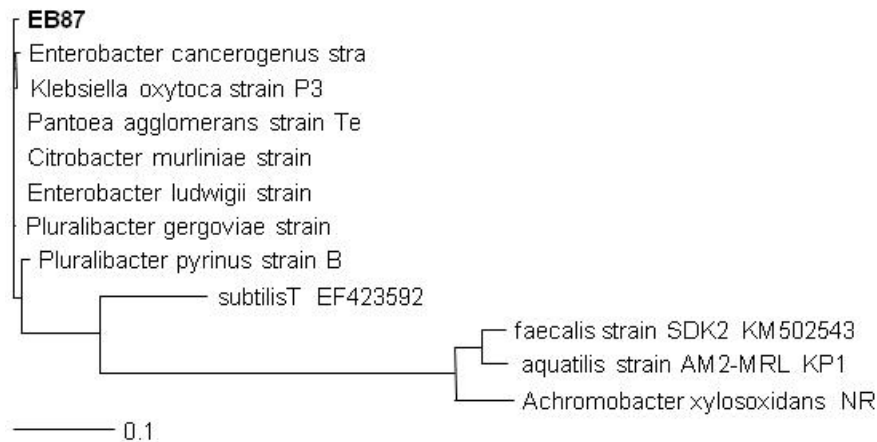 EB87
Enterobacter cancerogenus stra
Klebsiella oxytoca strain P3
Pantoea agglomerans strain Te
Citrobacter murliniae strain
Enterobacter ludwigii strain
Pluralibacter gergoviae strain
Pluralibacter pyrinus strain B
subtilisT EF423592
faecalis strain SDK2 KM502543
aquatilis strain AM2-MRL KP1
Achromobacter xylosoxidans NR
0.1